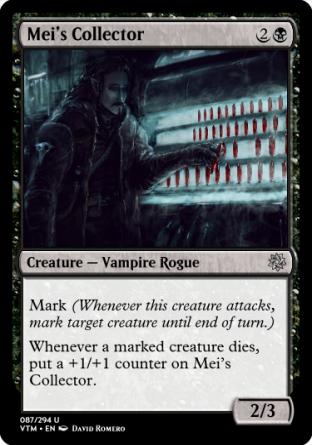 Mei's Collector 2
Creature — Vampire Rogue
Mark (Whenever this creature attacks,
mark target creature until end of turn.)
Whenever a marked creature dies,
put a +1/+1 counter on Mei's
Collector.
087/294 U
VTM • EN David Romero
2/3